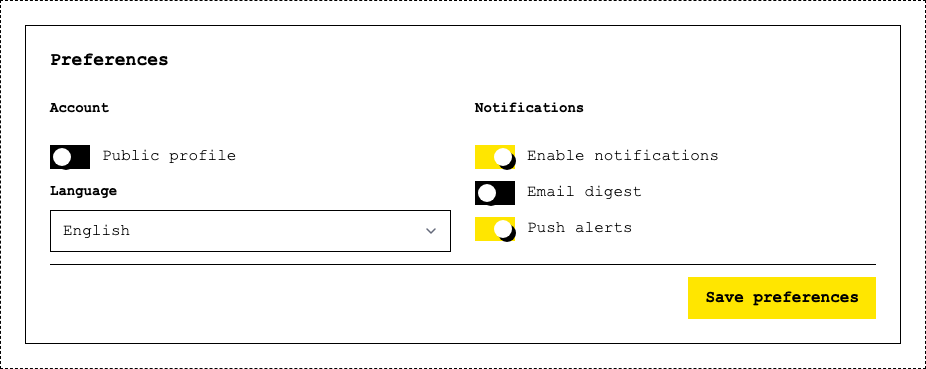 Preferences
Account
Public profile
Language
English
Notifications
Enable notifications
Email digest
Push alerts
Save preferences